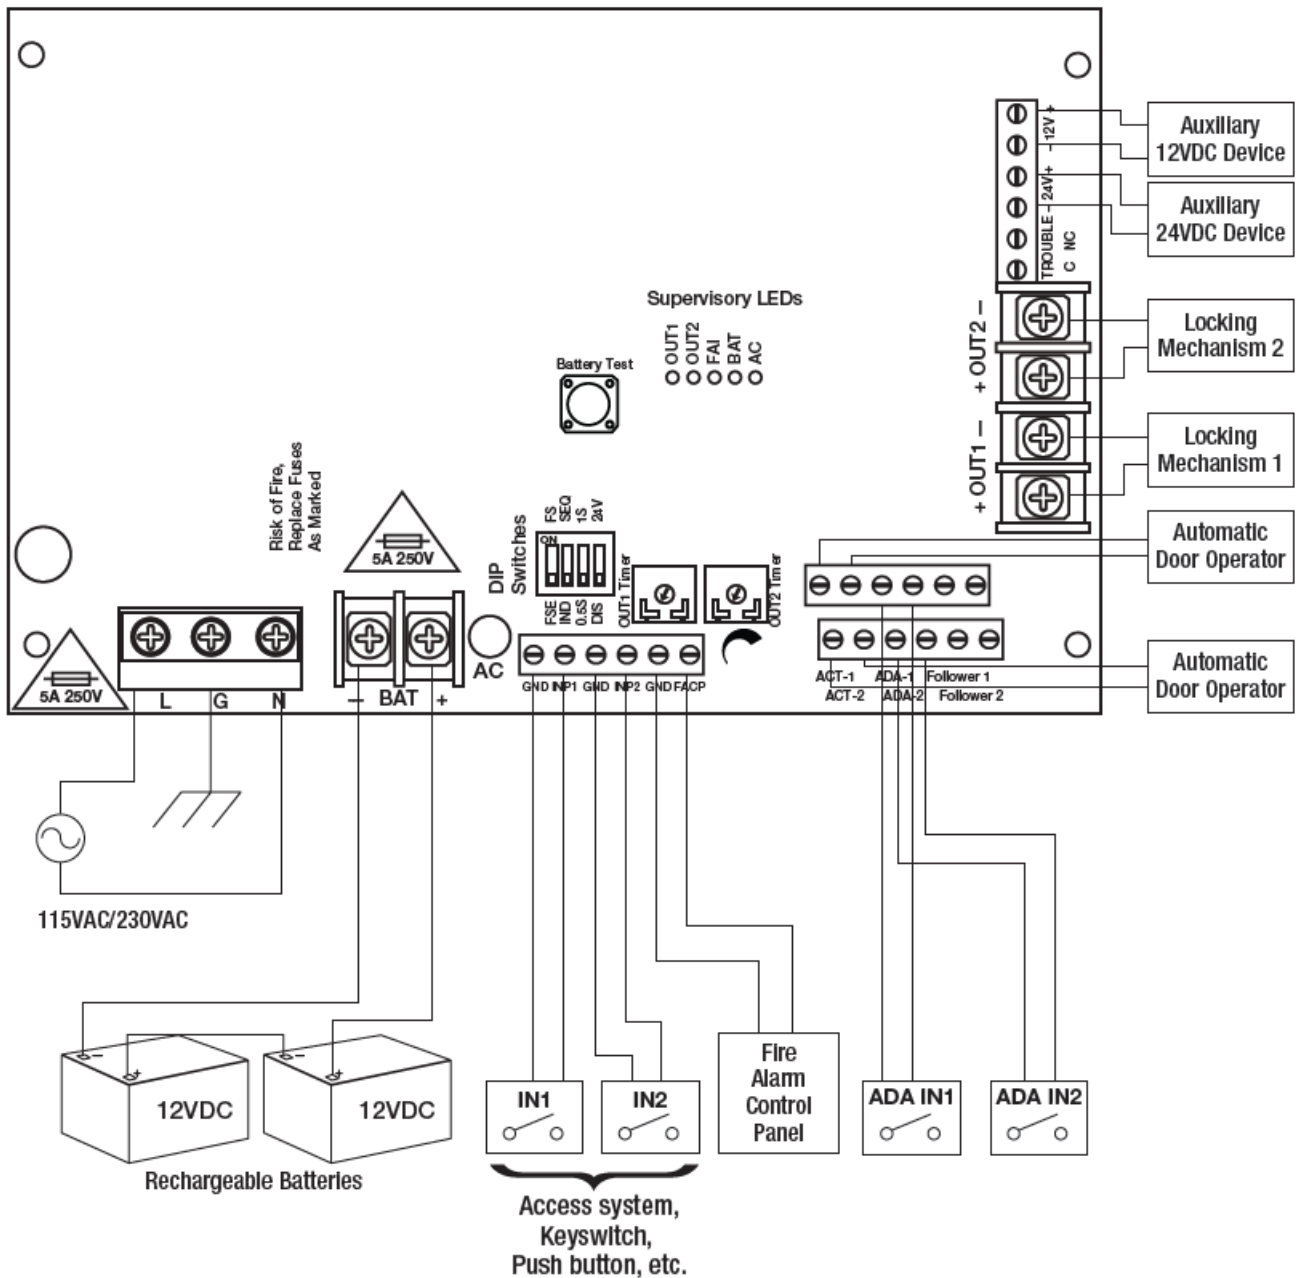 12V +
−
Auxiliary
12VDC Device
24V +
−
Auxiliary
24VDC Device
TROUBLE
C NC
Supervisory LEDs
OUT1
OUT2
FAI
BAT
AC
Battery Test
+ OUT2 −
Locking
Mechanism 2
+ OUT1 −
Locking
Mechanism 1
Risk of Fire,
Replace Fuses
As Marked
5A 250V
DIP
Switches
FS
SEQ
1S
24V
ON
FSE
IND
0.5S
DIS
OUT1 Timer
OUT2 Timer
Automatic
Door Operator
5A 250V
L G N
− BAT +
AC
GND INP1 GND INP2 GND FACP
ACT-1 ADA-1 Follower 1
ACT-2 ADA-2 Follower 2
Automatic
Door Operator
115VAC/230VAC
− +
12VDC
− +
12VDC
Rechargeable Batteries
IN1
IN2
Fire
Alarm
Control
Panel
ADA IN1
ADA IN2
Access system,
Keyswitch,
Push button, etc.